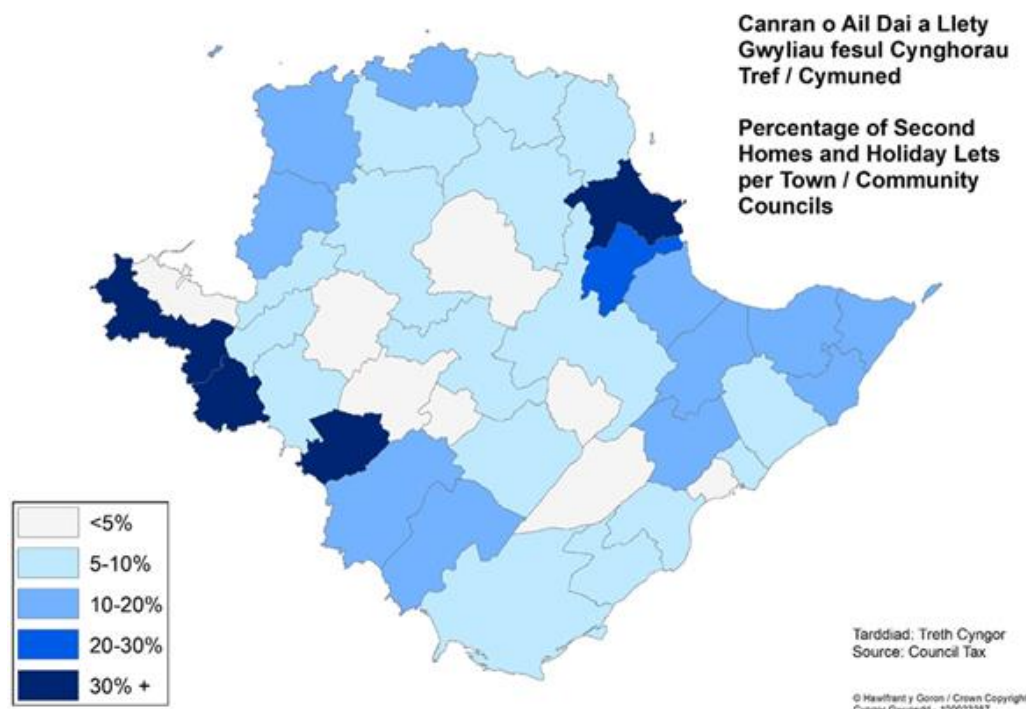 Canran o Ail Dai a Llety
Gwyliau fesul Cynghorau
Tref / Cymuned
Percentage of Second
Homes and Holiday Lets
per Town / Community
Councils
<5%
5-10%
10-20%
20-30%
30% +
Tarddiad: Treth Cyngor
Source: Council Tax
© Hawlfraint y Goron / Crown Copyright